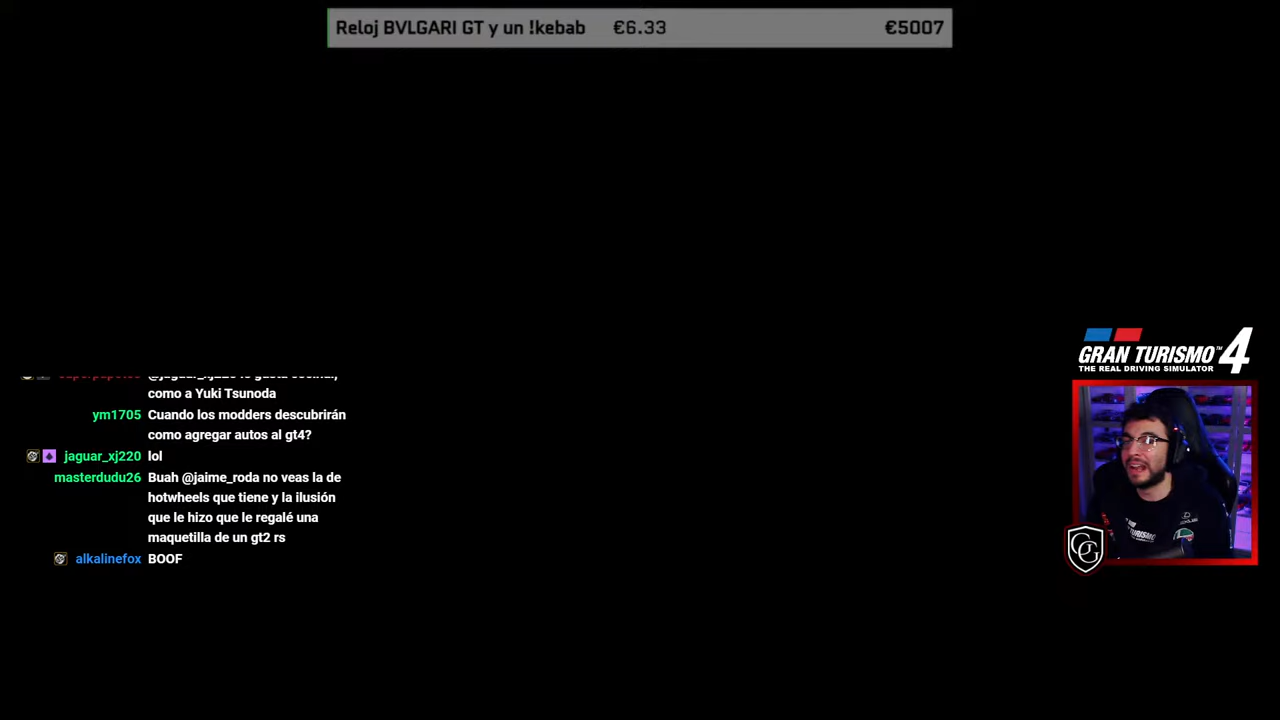 Reloj BVLGARI GT y un !kebab €6.33 €5007
GRAN TURISMO 4
THE REAL DRIVING SIMULATOR
como a Yuki Tsunoda
ym1705 Cuando los modders descubrirán
como agregar autos al gt4?
jaguar_xj220 lol
masterdudu26 Buah @jaime_roda no veas la de
hotwheels que tiene y la ilusión
que le hizo que le regalé una
maquetilla de un gt2 rs
alkalinefox BOOF